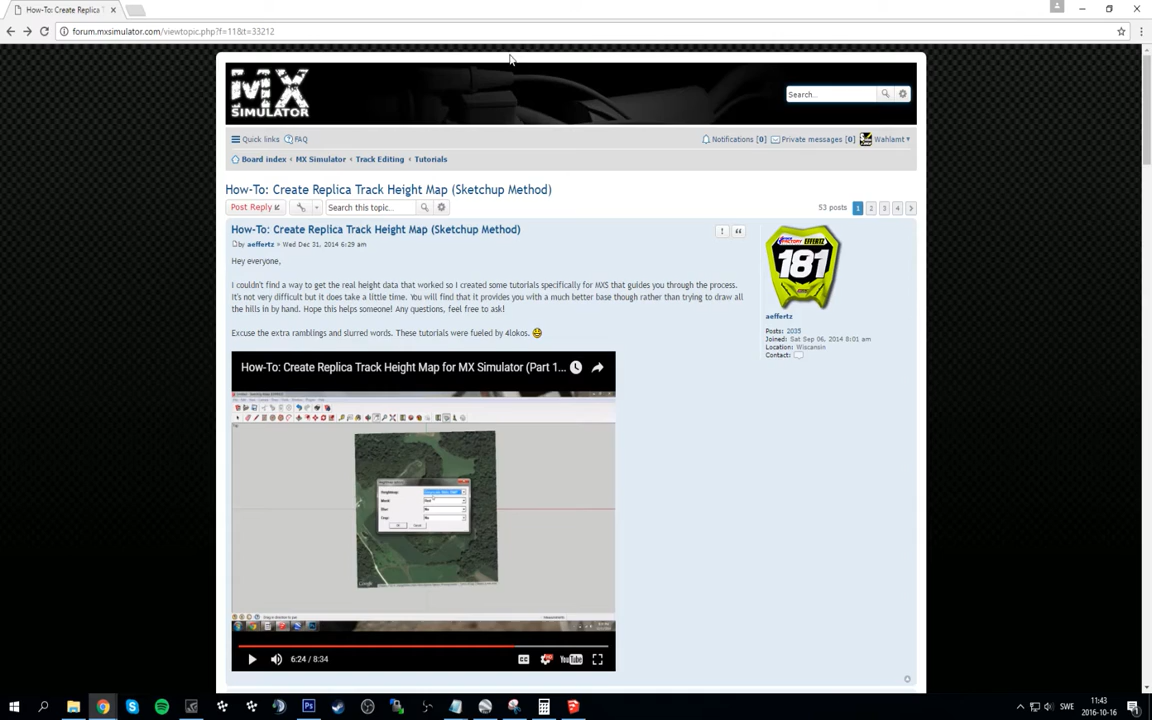 How-To: Create Replica T
forum.mxsimulator.com/viewtopic.php?f=11&t=33212
MX
SIMULATOR
Search...
Quick links
FAQ
Notifications [0]
Private messages [0]
Wahlamt
Board index ‹ MX Simulator ‹ Track Editing ‹ Tutorials
How-To: Create Replica Track Height Map (Sketchup Method)
Post Reply
Search this topic...
53 posts
1
2
3
4
How-To: Create Replica Track Height Map (Sketchup Method)
by aeffertz » Wed Dec 31, 2014 6:29 am
Hey everyone,
I couldn't find a way to get the real height data that worked so I created some tutorials specifically for MXS that guides you through the process.
It's not very difficult but it does take a little time. You will find that it provides you with a much better base though rather than trying to draw all
the hills in by hand. Hope this helps someone! Any questions, feel free to ask!
Excuse the extra ramblings and slurred words. These tutorials were fueled by 4lokos.
FACTORY EFFERTZ
181
aeffertz
Posts: 2035
Joined: Sat Sep 06, 2014 8:01 am
Location: Wisconsin
Contact:
How-To: Create Replica Track Height Map for MX Simulator (Part 1...
Google
6:24 / 8:34
CC
HD
YouTube
SWE
11:43
2016-10-16